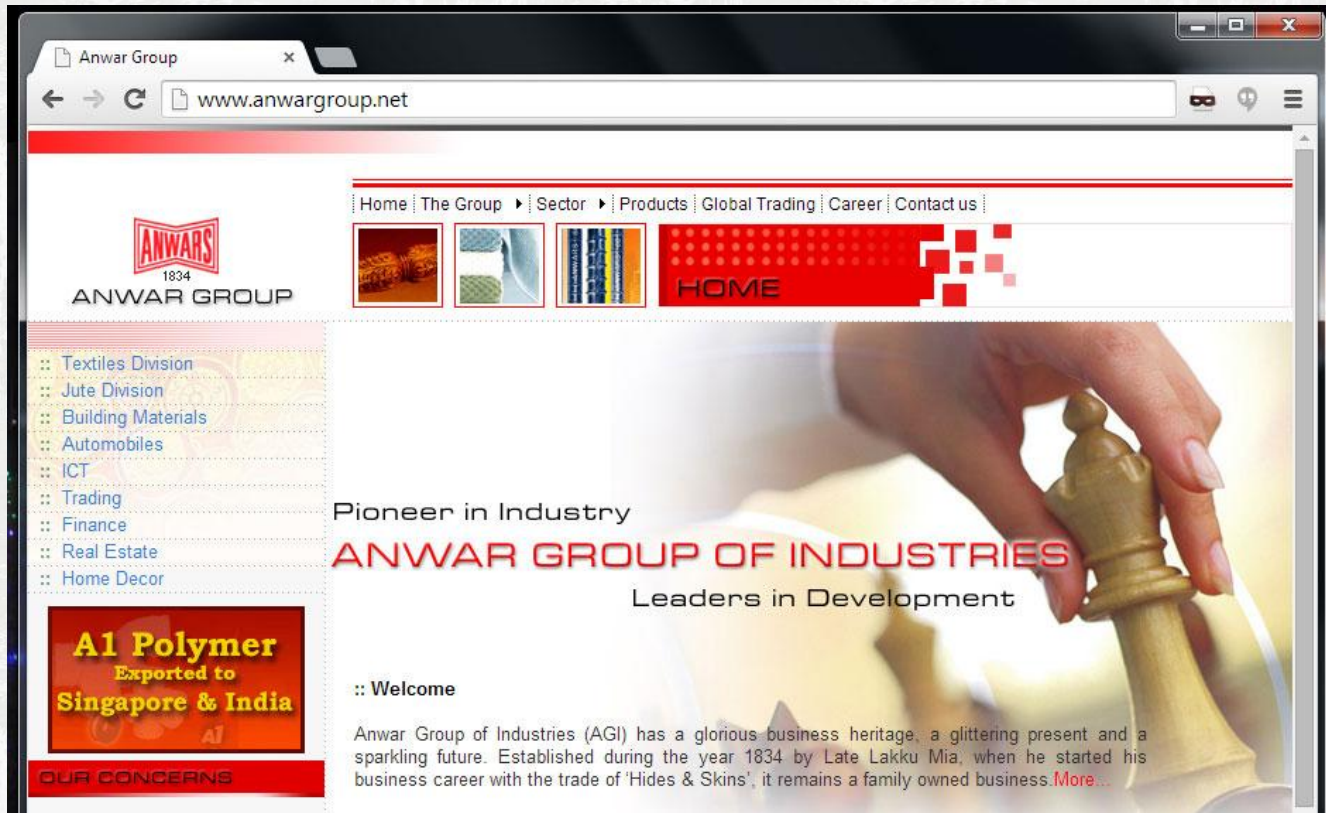 Anwar Group
www.anwargroup.net
Home The Group Sector Products Global Trading Career Contact us
ANWARS
1834
ANWAR GROUP
HOME
:: Textiles Division
:: Jute Division
:: Building Materials
:: Automobiles
:: ICT
:: Trading
:: Finance
:: Real Estate
:: Home Decor
A1 Polymer
Exported to
Singapore & India
A1
OUR CONCERNS
Pioneer in Industry
ANWAR GROUP OF INDUSTRIES
Leaders in Development
:: Welcome
Anwar Group of Industries (AGI) has a glorious business heritage, a glittering present and a
sparkling future. Established during the year 1834 by Late Lakku Mia, when he started his
business career with the trade of ‘Hides & Skins’, it remains a family owned business.More...